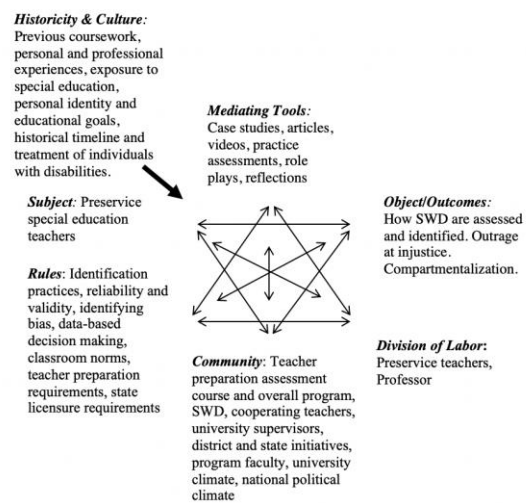 Historicity & Culture:
Previous coursework,
personal and professional
experiences, exposure to
special education,
personal identity and
educational goals,
historical timeline and
treatment of individuals
with disabilities.
Mediating Tools:
Case studies, articles,
videos, practice
assessments, role
plays, reflections
Subject: Preservice
special education
teachers
Object/Outcomes:
How SWD are assessed
and identified. Outrage
at injustice.
Compartmentalization.
Rules: Identification
practices, reliability and
validity, identifying
bias, data-based
decision making,
classroom norms,
teacher preparation
requirements, state
licensure requirements
Community: Teacher
preparation assessment
course and overall program,
SWD, cooperating teachers,
university supervisors,
district and state initiatives,
program faculty, university
climate, national political
climate
Division of Labor:
Preservice teachers,
Professor